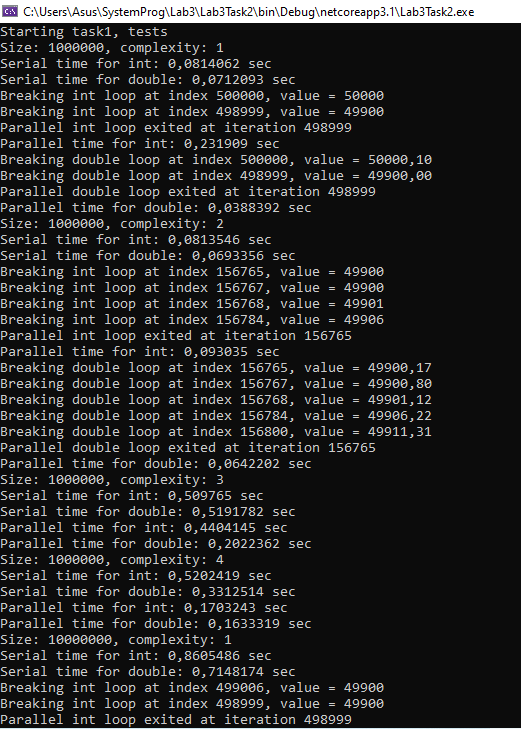 C:\Users\Asus\SystemProg\Lab3\Lab3Task2\bin\Debug\netcoreapp3.1\Lab3Task2.exe
Starting task1, tests
Size: 1000000, complexity: 1
Serial time for int: 0,0814062 sec
Serial time for double: 0,0712093 sec
Breaking int loop at index 500000, value = 50000
Breaking int loop at index 498999, value = 49900
Parallel int loop exited at iteration 498999
Parallel time for int: 0,231909 sec
Breaking double loop at index 500000, value = 50000,10
Breaking double loop at index 498999, value = 49900,00
Parallel double loop exited at iteration 498999
Parallel time for double: 0,0388392 sec
Size: 1000000, complexity: 2
Serial time for int: 0,0813546 sec
Serial time for double: 0,0693356 sec
Breaking int loop at index 156765, value = 49900
Breaking int loop at index 156767, value = 49900
Breaking int loop at index 156768, value = 49901
Breaking int loop at index 156784, value = 49906
Parallel int loop exited at iteration 156765
Parallel time for int: 0,093035 sec
Breaking double loop at index 156765, value = 49900,17
Breaking double loop at index 156767, value = 49900,80
Breaking double loop at index 156768, value = 49901,12
Breaking double loop at index 156784, value = 49906,22
Breaking double loop at index 156800, value = 49911,31
Parallel double loop exited at iteration 156765
Parallel time for double: 0,0642202 sec
Size: 1000000, complexity: 3
Serial time for int: 0,509765 sec
Serial time for double: 0,5191782 sec
Parallel time for int: 0,4404145 sec
Parallel time for double: 0,2022362 sec
Size: 1000000, complexity: 4
Serial time for int: 0,5202419 sec
Serial time for double: 0,3312514 sec
Parallel time for int: 0,1703243 sec
Parallel time for double: 0,1633319 sec
Size: 10000000, complexity: 1
Serial time for int: 0,8605486 sec
Serial time for double: 0,7148174 sec
Breaking int loop at index 499006, value = 49900
Breaking int loop at index 498999, value = 49900
Parallel int loop exited at iteration 498999